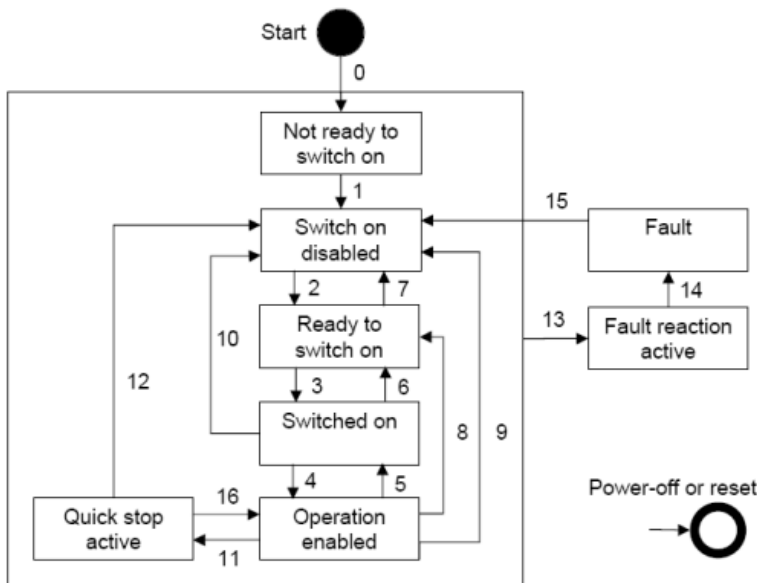 Start
0
Not ready to
switch on
1
15
Switch on
disabled
Fault
2
7
14
10
Ready to
switch on
13
Fault reaction
active
12
3
6
Switched on
8
9
4
5
Power-off or reset
16
Quick stop
active
Operation
enabled
11